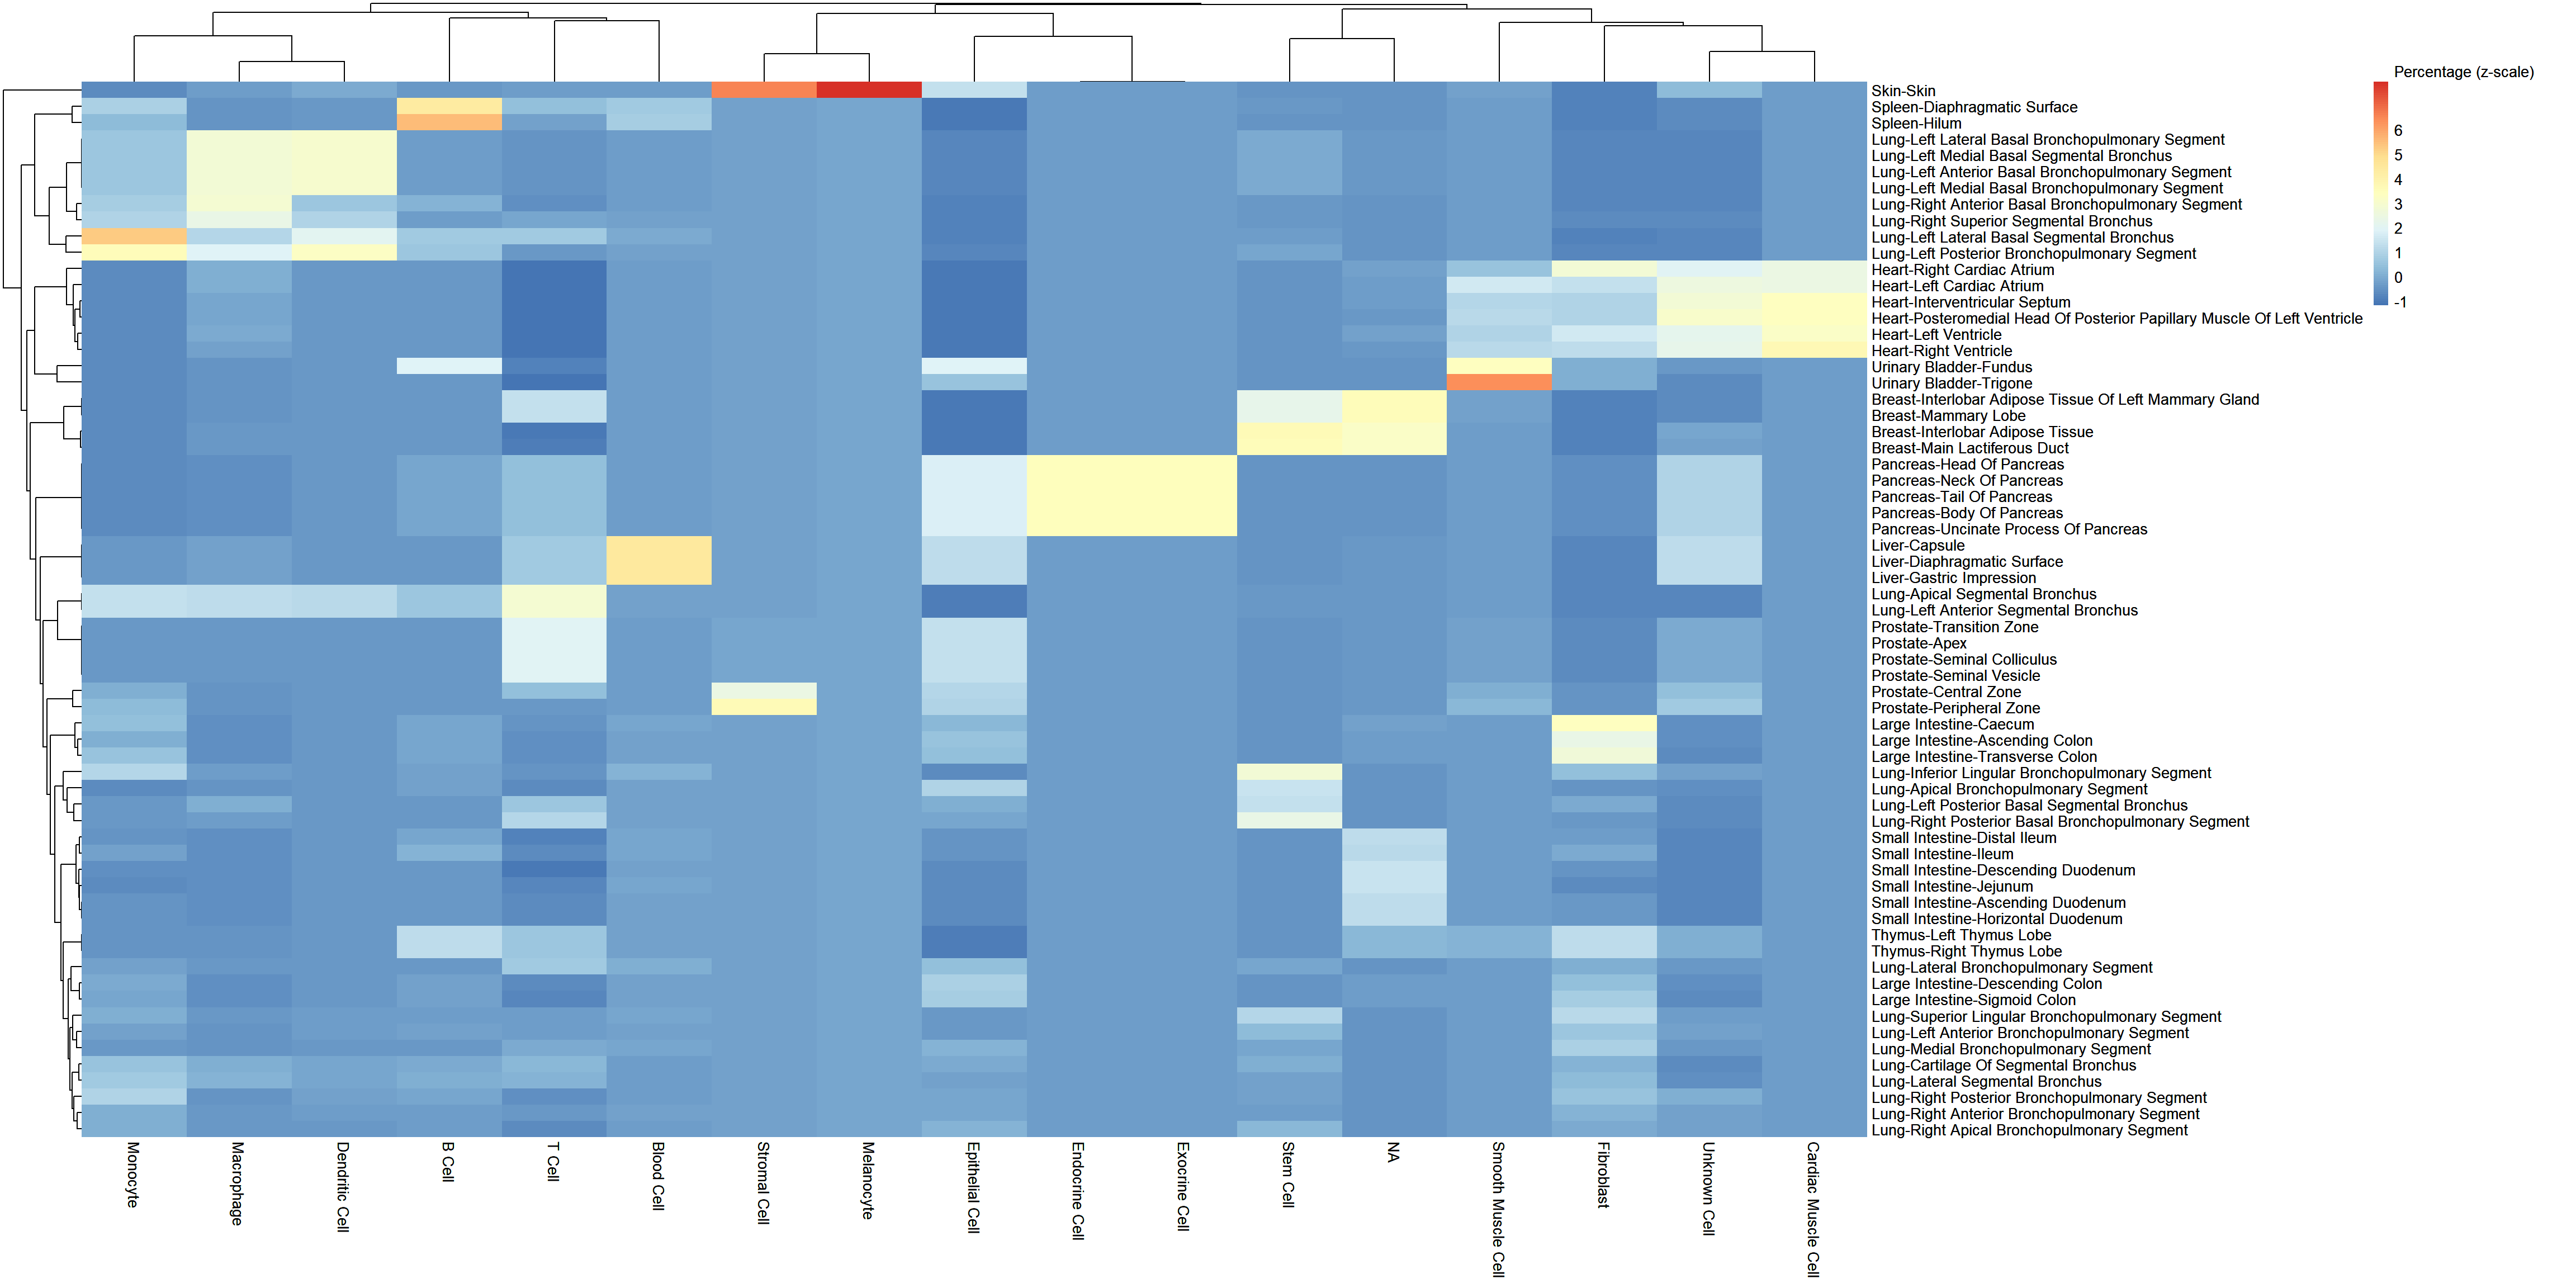 Percentage (z-scale)
6
5
4
3
2
1
0
-1
Skin-Skin
Spleen-Diaphragmatic Surface
Spleen-Hilum
Lung-Left Lateral Basal Bronchopulmonary Segment
Lung-Left Medial Basal Segmental Bronchus
Lung-Left Anterior Basal Bronchopulmonary Segment
Lung-Left Medial Basal Bronchopulmonary Segment
Lung-Right Anterior Basal Bronchopulmonary Segment
Lung-Right Superior Segmental Bronchus
Lung-Left Lateral Basal Segmental Bronchus
Lung-Left Posterior Bronchopulmonary Segment
Heart-Right Cardiac Atrium
Heart-Left Cardiac Atrium
Heart-Interventricular Septum
Heart-Posteromedial Head Of Posterior Papillary Muscle Of Left Ventricle
Heart-Left Ventricle
Heart-Right Ventricle
Urinary Bladder-Fundus
Urinary Bladder-Trigone
Breast-Interlobar Adipose Tissue Of Left Mammary Gland
Breast-Mammary Lobe
Breast-Interlobar Adipose Tissue
Breast-Main Lactiferous Duct
Pancreas-Head Of Pancreas
Pancreas-Neck Of Pancreas
Pancreas-Tail Of Pancreas
Pancreas-Body Of Pancreas
Pancreas-Uncinate Process Of Pancreas
Liver-Capsule
Liver-Diaphragmatic Surface
Liver-Gastric Impression
Lung-Apical Segmental Bronchus
Lung-Left Anterior Segmental Bronchus
Prostate-Transition Zone
Prostate-Apex
Prostate-Seminal Colliculus
Prostate-Seminal Vesicle
Prostate-Central Zone
Prostate-Peripheral Zone
Large Intestine-Caecum
Large Intestine-Ascending Colon
Large Intestine-Transverse Colon
Lung-Inferior Lingular Bronchopulmonary Segment
Lung-Apical Bronchopulmonary Segment
Lung-Left Posterior Basal Segmental Bronchus
Lung-Right Posterior Basal Bronchopulmonary Segment
Small Intestine-Distal Ileum
Small Intestine-Ileum
Small Intestine-Descending Duodenum
Small Intestine-Jejunum
Small Intestine-Ascending Duodenum
Small Intestine-Horizontal Duodenum
Thymus-Left Thymus Lobe
Thymus-Right Thymus Lobe
Lung-Lateral Bronchopulmonary Segment
Large Intestine-Descending Colon
Large Intestine-Sigmoid Colon
Lung-Superior Lingular Bronchopulmonary Segment
Lung-Left Anterior Bronchopulmonary Segment
Lung-Medial Bronchopulmonary Segment
Lung-Cartilage Of Segmental Bronchus
Lung-Lateral Segmental Bronchus
Lung-Right Posterior Bronchopulmonary Segment
Lung-Right Anterior Bronchopulmonary Segment
Lung-Right Apical Bronchopulmonary Segment
Monocyte
Macrophage
Dendritic Cell
B Cell
T Cell
Blood Cell
Stromal Cell
Melanocyte
Epithelial Cell
Endocrine Cell
Exocrine Cell
Stem Cell
NA
Smooth Muscle Cell
Fibroblast
Unknown Cell
Cardiac Muscle Cell